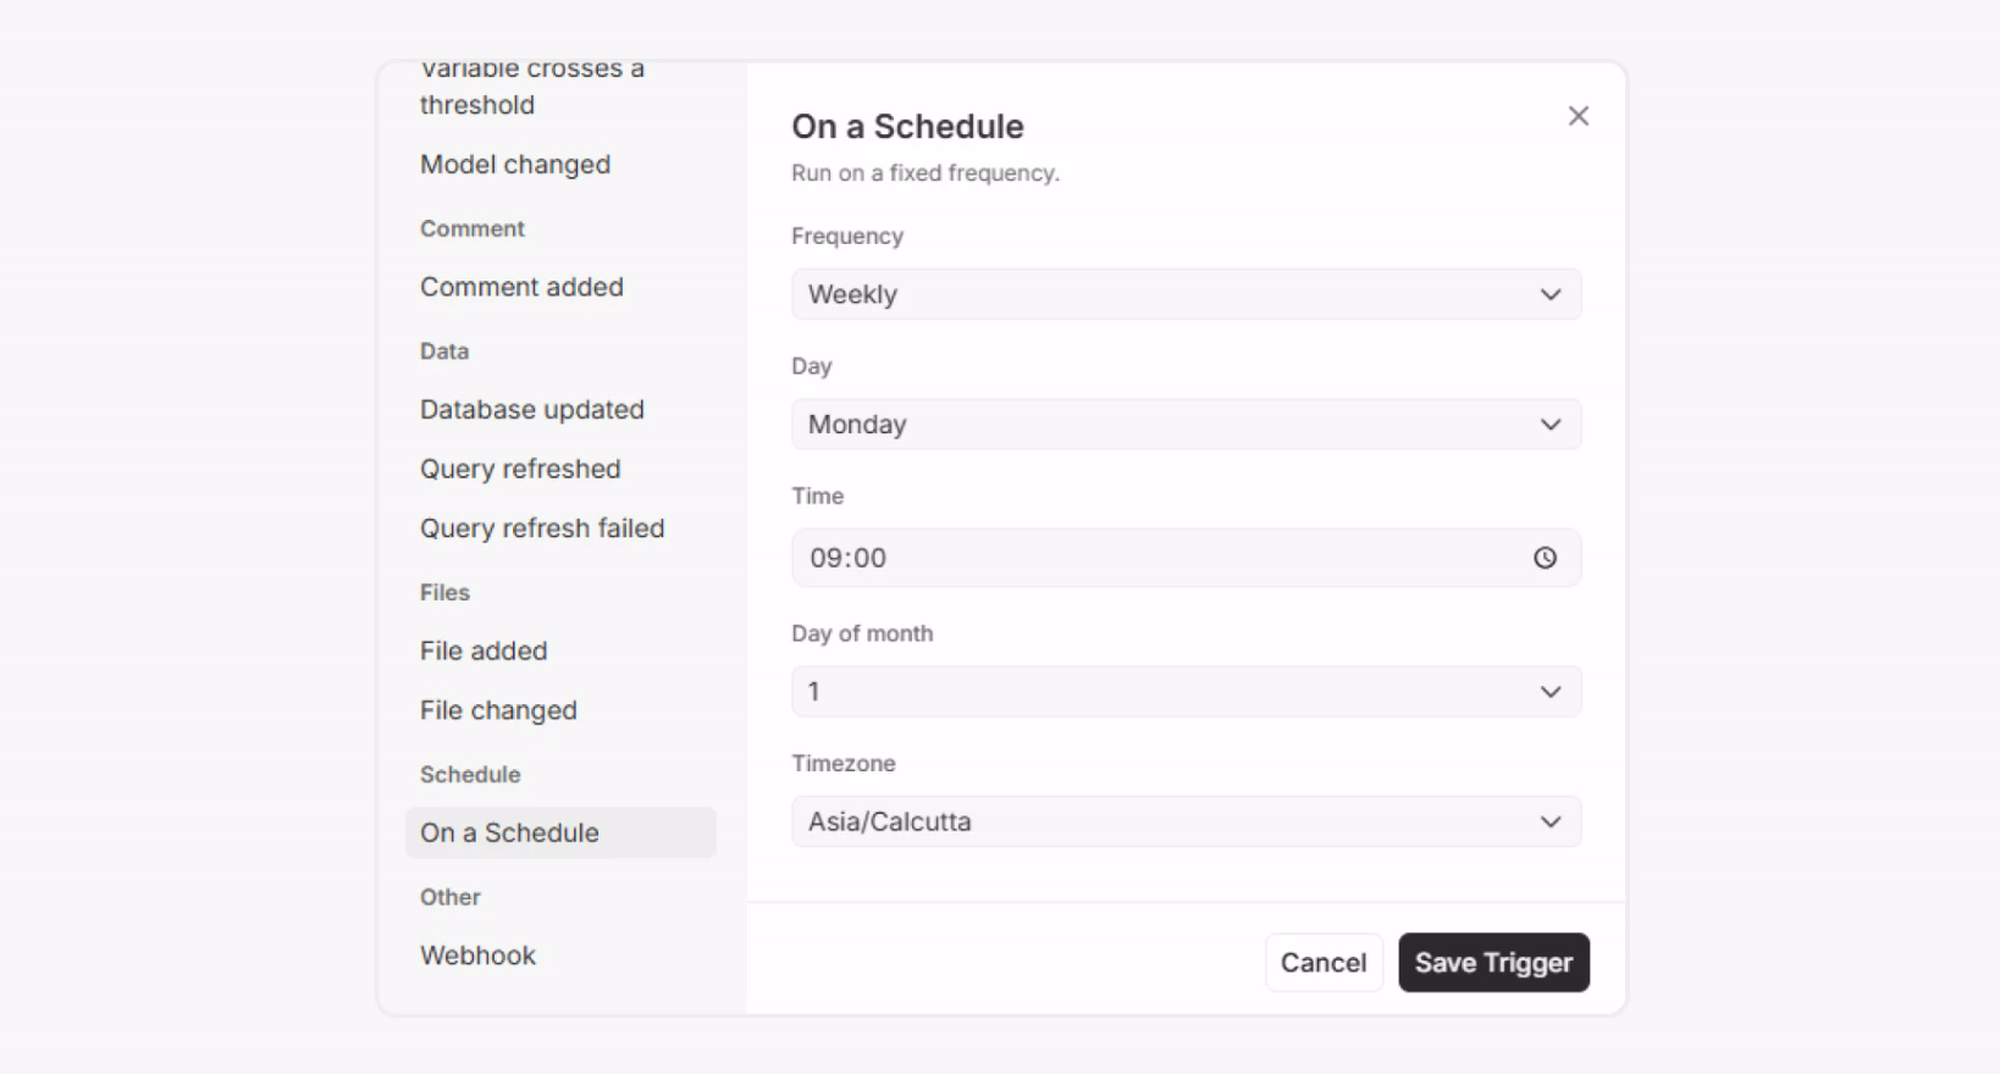 Variable crosses a
threshold
Model changed
Comment
Comment added
Data
Database updated
Query refreshed
Query refresh failed
Files
File added
File changed
Schedule
On a Schedule
Other
Webhook
On a Schedule
Run on a fixed frequency.
Frequency
Weekly
Day
Monday
Time
09:00
Day of month
1
Timezone
Asia/Calcutta
Cancel
Save Trigger